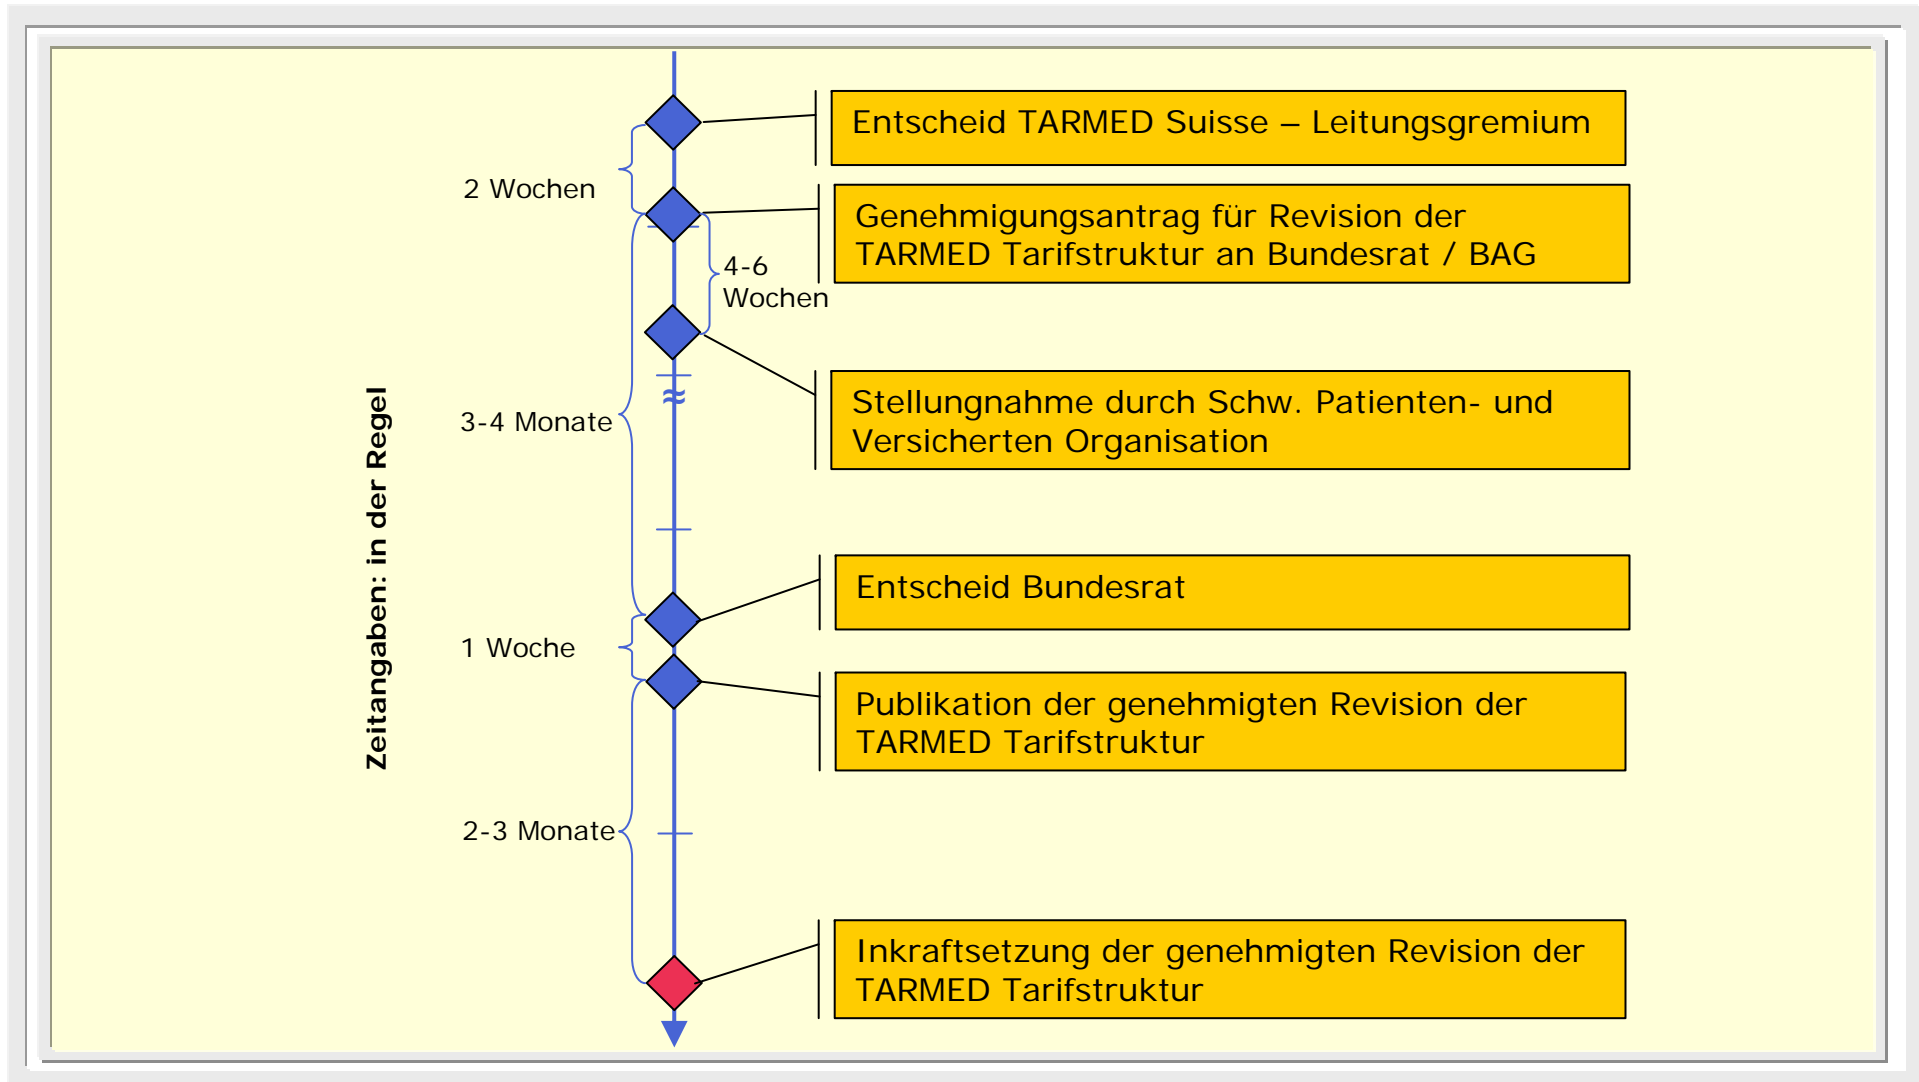 Entscheid TARMED Suisse – Leitungsgremium
2 Wochen
Genehmigungsantrag für Revision der
TARMED Tarifstruktur an Bundesrat / BAG
4-6
Wochen
Stellungnahme durch Schw. Patienten- und
Versicherten Organisation
3-4 Monate
Zeitangaben: in der Regel
Entscheid Bundesrat
1 Woche
Publikation der genehmigten Revision der
TARMED Tarifstruktur
2-3 Monate
Inkraftsetzung der genehmigten Revision der
TARMED Tarifstruktur